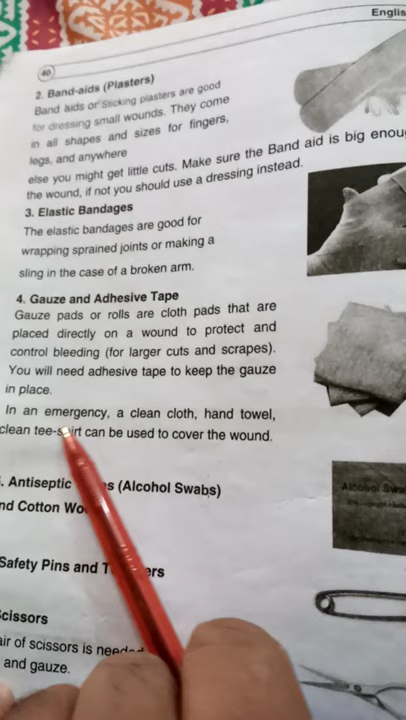 Englis
40
2. Band-aids (Plasters)
Band aids or Sticking plasters are good
for dressing small wounds. They come
in all shapes and sizes for fingers,
legs, and anywhere
else you might get little cuts. Make sure the Band aid is big enou
the wound, if not you should use a dressing instead.
3. Elastic Bandages
The elastic bandages are good for
wrapping sprained joints or making a
sling in the case of a broken arm.
4. Gauze and Adhesive Tape
Gauze pads or rolls are cloth pads that are
placed directly on a wound to protect and
control bleeding (for larger cuts and scrapes).
You will need adhesive tape to keep the gauze
in place.
In an emergency, a clean cloth, hand towel,
clean tee-s irt can be used to cover the wound.
. Antiseptic es (Alcohol Swabs)
nd Cotton Wo
Alcohol Swa
Safety Pins and T ers
cissors
air of scissors is need
and gauze.